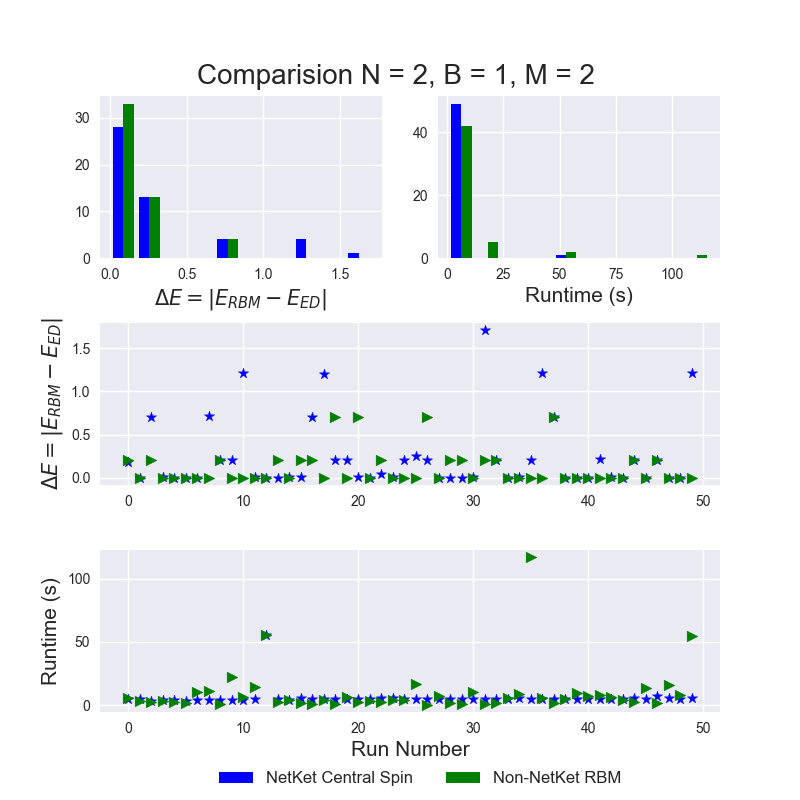 Comparision N = 2, B = 1, M = 2
30
20
10
0
0.0 0.5 1.0 1.5
ΔE = |E_RBM − E_ED|
40
20
0
0 25 50 75 100
Runtime (s)
ΔE = |E_RBM − E_ED|
1.5
1.0
0.5
0.0
0 10 20 30 40 50
Runtime (s)
100
50
0
0 10 20 30 40 50
Run Number
NetKet Central Spin Non-NetKet RBM